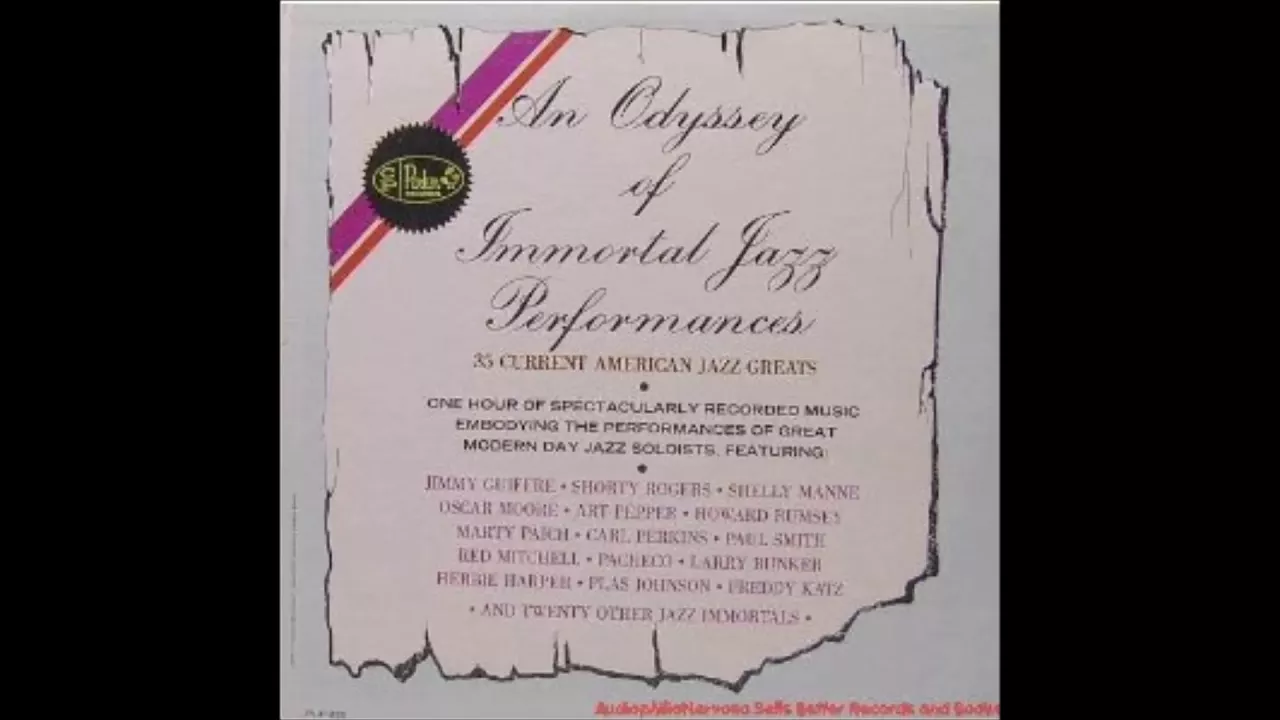 An Odyssey
of
Immortal Jazz
Performances
35 CURRENT AMERICAN JAZZ GREATS
ONE HOUR OF SPECTACULARLY RECORDED MUSIC
EMBODYING THE PERFORMANCES OF GREAT
MODERN DAY JAZZ SOLOISTS, FEATURING:
JIMMY GUIFFRE • SHORTY ROGERS • SHELLY MANNE
OSCAR MOORE • ART PEPPER • HOWARD RUMSEY
MARTY PAICH • CARL PERKINS • PAUL SMITH
RED MITCHELL • PACHECO • LARRY BUNKER
HERBIE HARPER • PLAS JOHNSON • FREDDY KATZ
• AND TWENTY OTHER JAZZ IMMORTALS •
AudiophilioNervoso Sells Better Records and